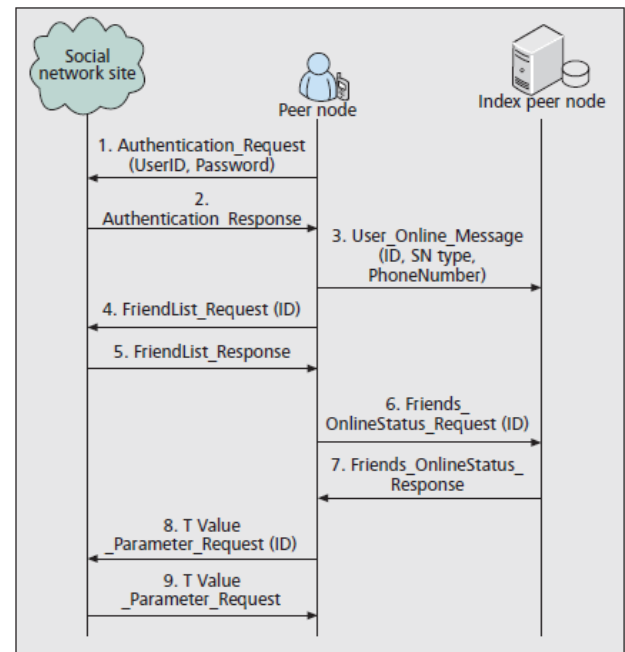 Social
network site
Peer node
Index peer node
1. Authentication_Request
(UserID, Password)
2.
Authentication_Response
3. User_Online_Message
(ID, SN type,
PhoneNumber)
4. FriendList_Request (ID)
5. FriendList_Response
6. Friends_
OnlineStatus_Request (ID)
7. Friends_OnlineStatus_
Response
8. T Value
_Parameter_Request (ID)
9. T Value
_Parameter_Request